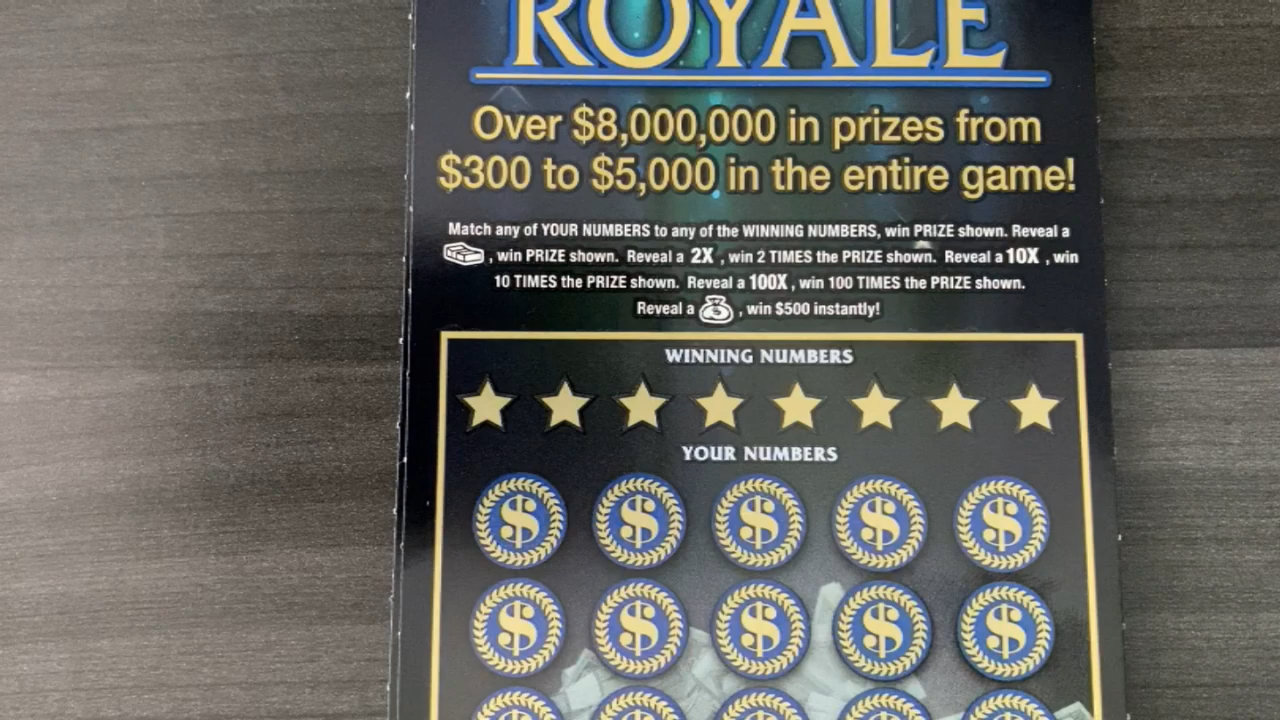 ROYALE
Over $8,000,000 in prizes from
$300 to $5,000 in the entire game!
Match any of YOUR NUMBERS to any of the WINNING NUMBERS, win PRIZE shown. Reveal a
, win PRIZE shown. Reveal a 2X , win 2 TIMES the PRIZE shown. Reveal a 10X , win
10 TIMES the PRIZE shown. Reveal a 100X , win 100 TIMES the PRIZE shown.
Reveal a , win $500 instantly!
WINNING NUMBERS
YOUR NUMBERS
$ $ $ $ $
$ $ $ $ $
$ $ $ $ $